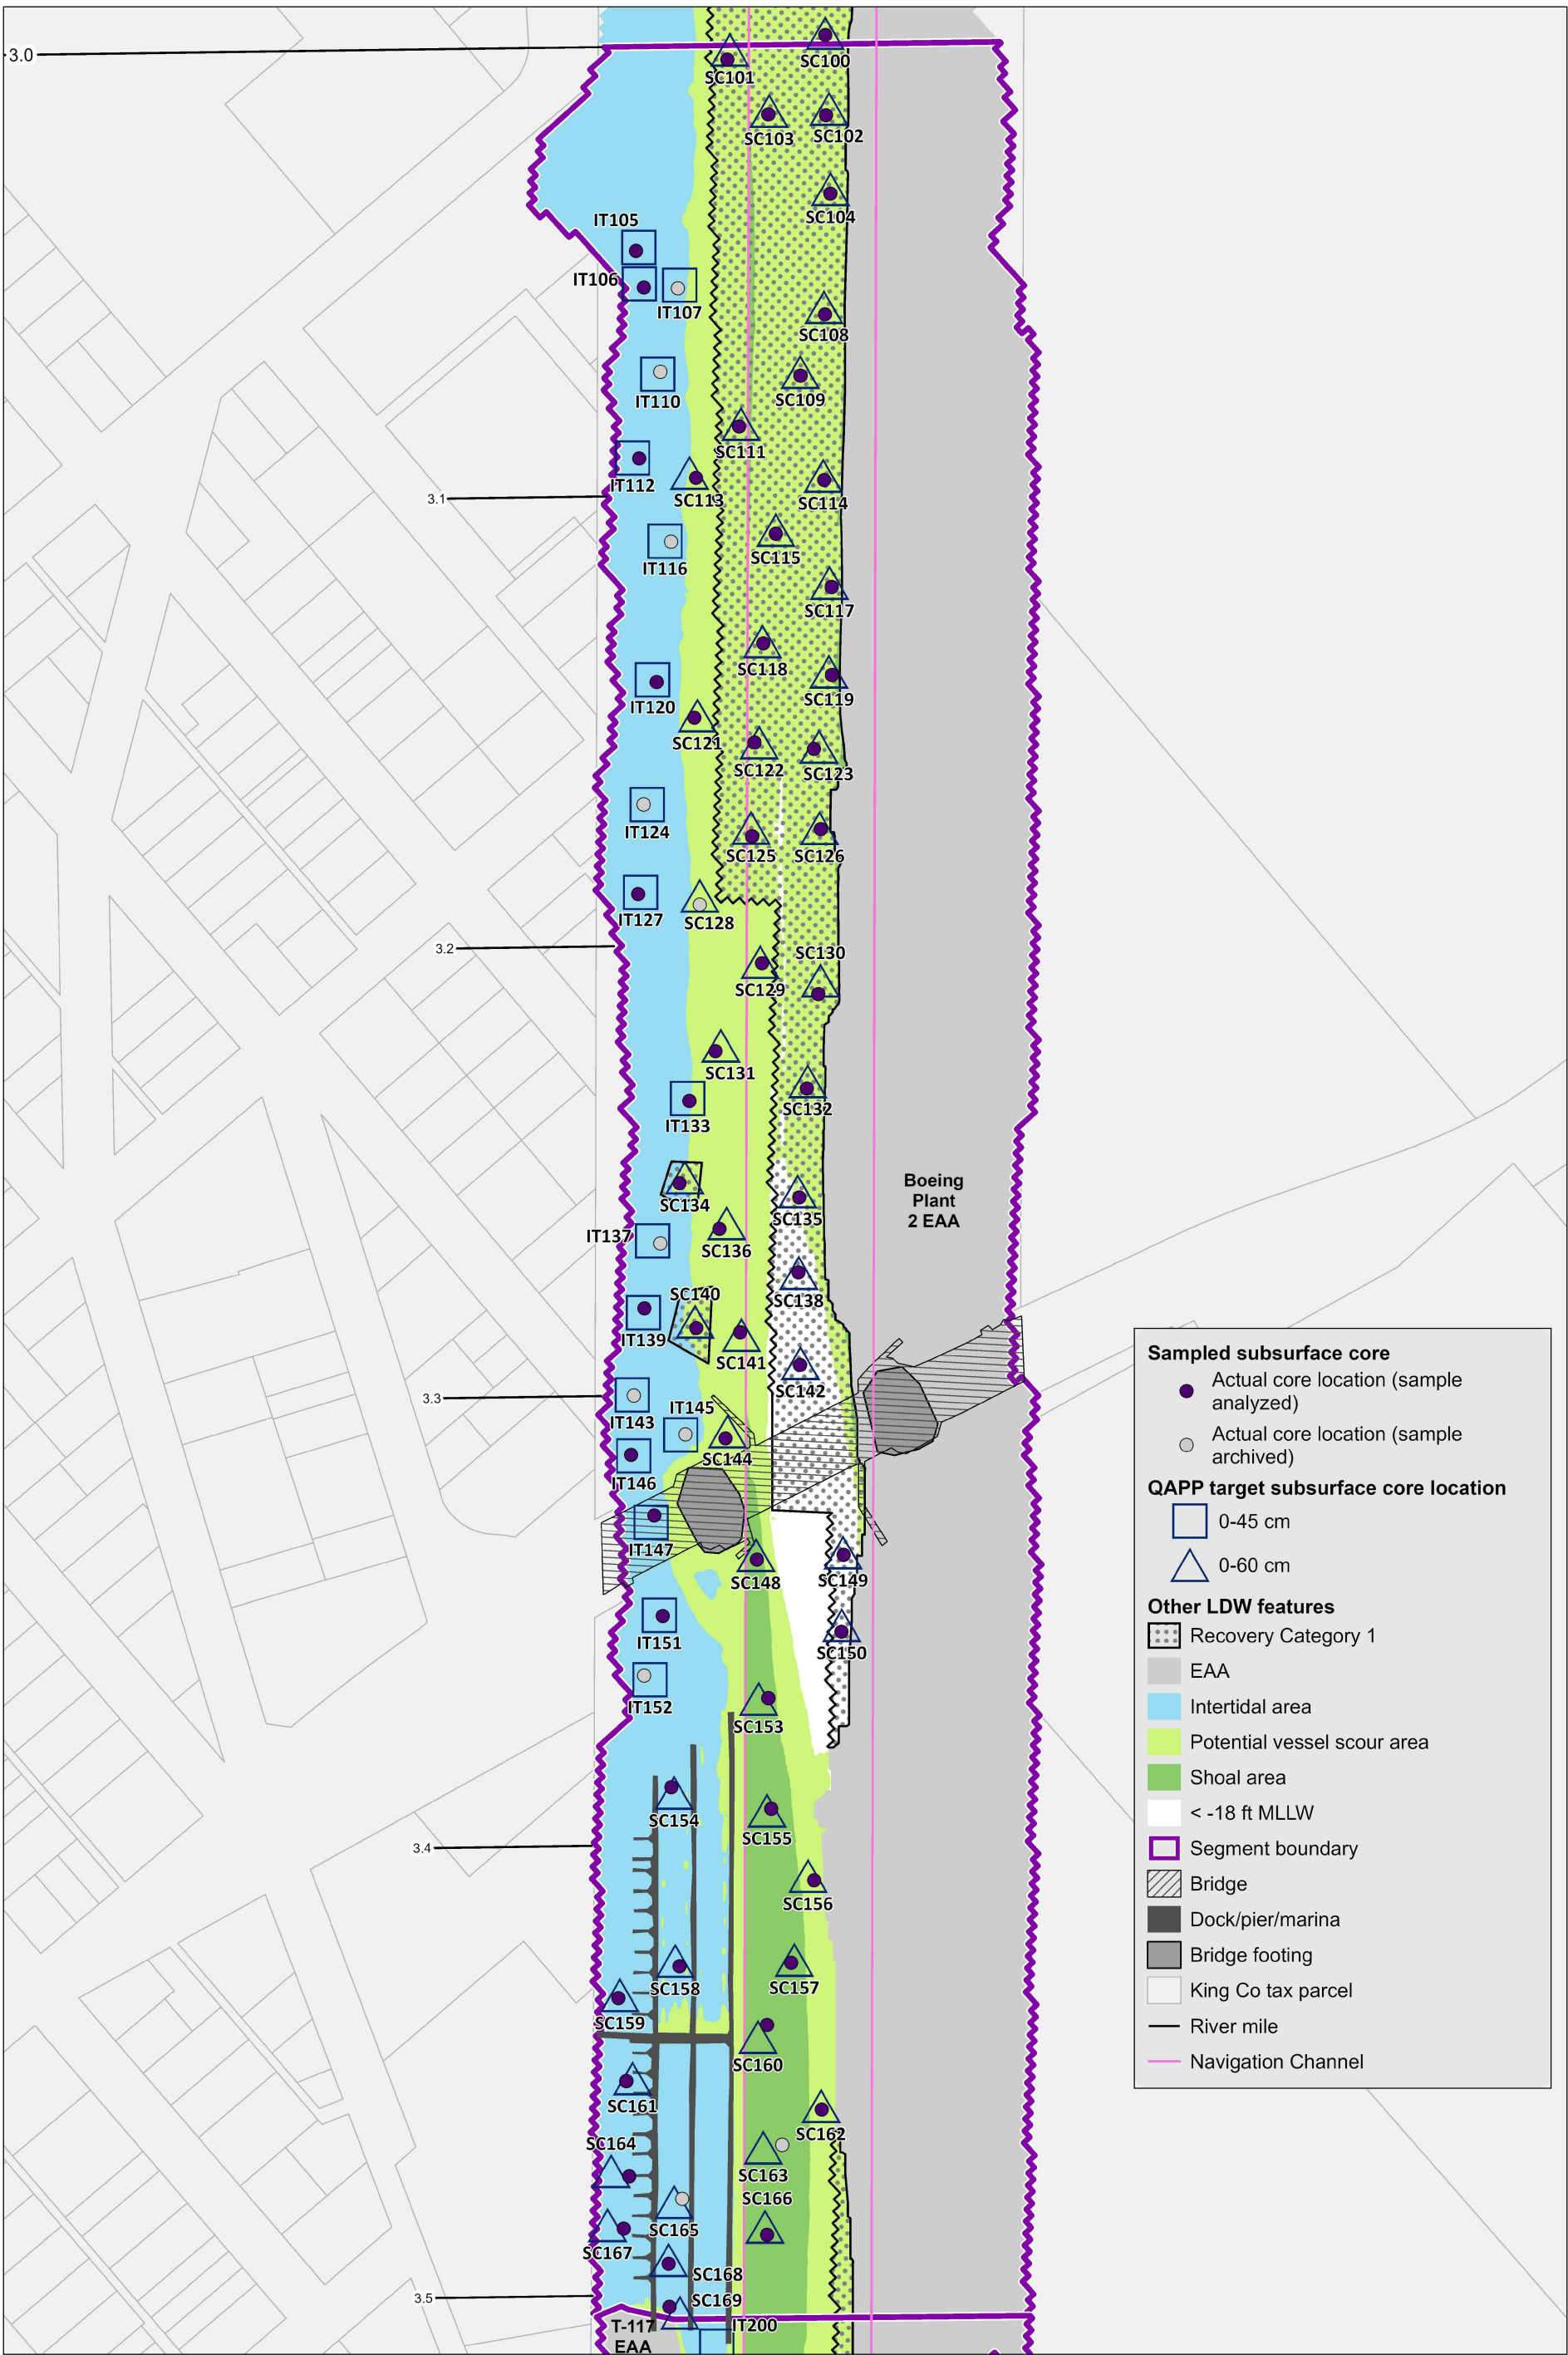 3.0
SC100
SC101
SC102
SC103
SC104
IT105
IT106
IT107
SC108
IT110
SC109
SC111
IT112
SC113
SC114
3.1
SC115
IT116
SC117
SC118
SC119
IT120
SC121
SC122
SC123
IT124
SC125
SC126
IT127
SC128
3.2
SC130
SC129
SC131
SC132
IT133
Boeing
Plant
2 EAA
SC134
SC135
IT137
SC136
SC140
SC138
IT139
SC141
SC142
3.3
IT143
IT145
SC144
IT146
IT147
SC148
SC149
IT151
SC150
IT152
SC153
SC154
SC155
3.4
SC156
SC158
SC157
SC159
SC160
SC161
SC162
SC164
SC163
SC166
SC165
SC167
SC168
3.5
SC169
IT200
T-117
EAA
Sampled subsurface core
Actual core location (sample
analyzed)
Actual core location (sample
archived)
QAPP target subsurface core location
0-45 cm
0-60 cm
Other LDW features
Recovery Category 1
EAA
Intertidal area
Potential vessel scour area
Shoal area
< -18 ft MLLW
Segment boundary
Bridge
Dock/pier/marina
Bridge footing
King Co tax parcel
River mile
Navigation Channel